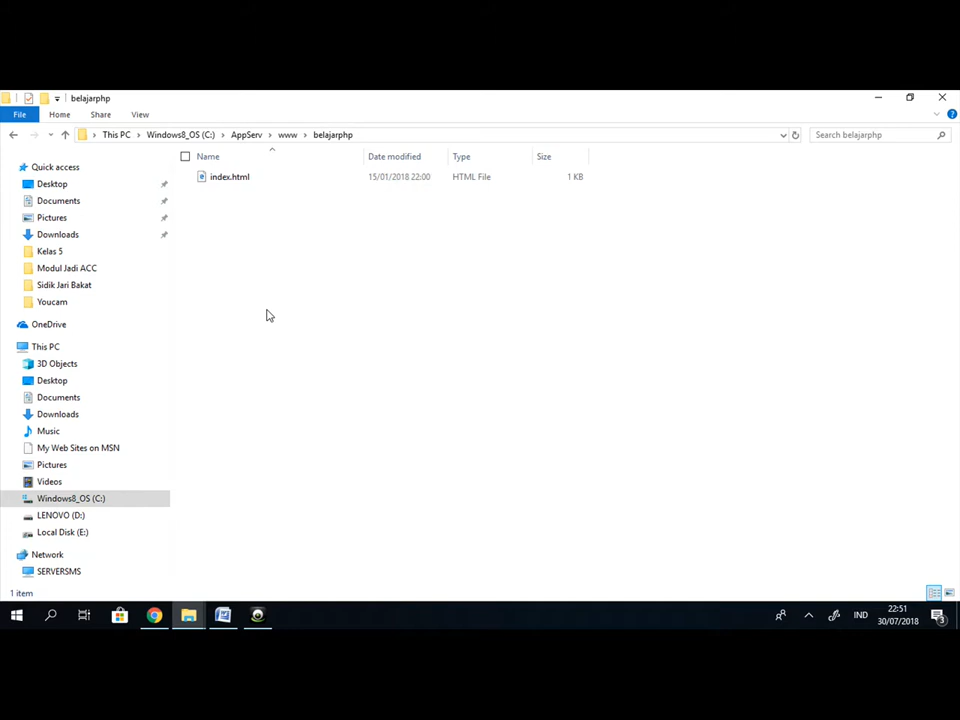 belajarphp
File Home Share View
This PC Windows8_OS (C:) AppServ www belajarphp Search belajarphp
Name Date modified Type Size
index.html 15/01/2018 22:00 HTML File 1 KB
Quick access
Desktop
Documents
Pictures
Downloads
Kelas 5
Modul Jadi ACC
Sidik Jari Bakat
Youcam
OneDrive
This PC
3D Objects
Desktop
Documents
Downloads
Music
My Web Sites on MSN
Pictures
Videos
Windows8_OS (C:)
LENOVO (D:)
Local Disk (E:)
Network
SERVERSMS
1 item
IND 22:51
30/07/2018 3